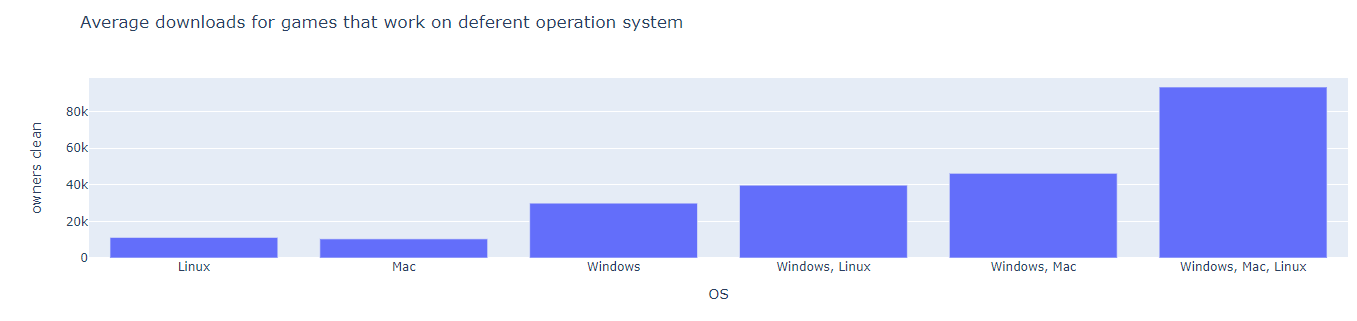 Average downloads for games that work on deferent operation system
owners clean
80k
60k
40k
20k
0
Linux
Mac
Windows
Windows, Linux
Windows, Mac
Windows, Mac, Linux
OS